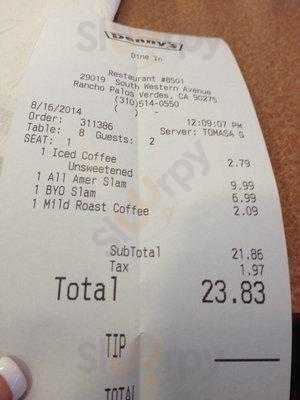 Denny's
Dine In
Restaurant #8501
29019 South Western Avenue
Rancho Palos Verdes, CA 90275
(310)514-0550
( ) -
8/16/2014 12:09:07 PM
Order: 311386 Server: TOMASA G
Table: 8 Guests: 2
SEAT: 1
1 Iced Coffee 2.79
Unsweetened
1 All Amer Slam 9.99
1 BYO Slam 6.99
1 Mild Roast Coffee 2.09
SubTotal 21.86
Tax 1.97
Total 23.83
TIP
TOTAL